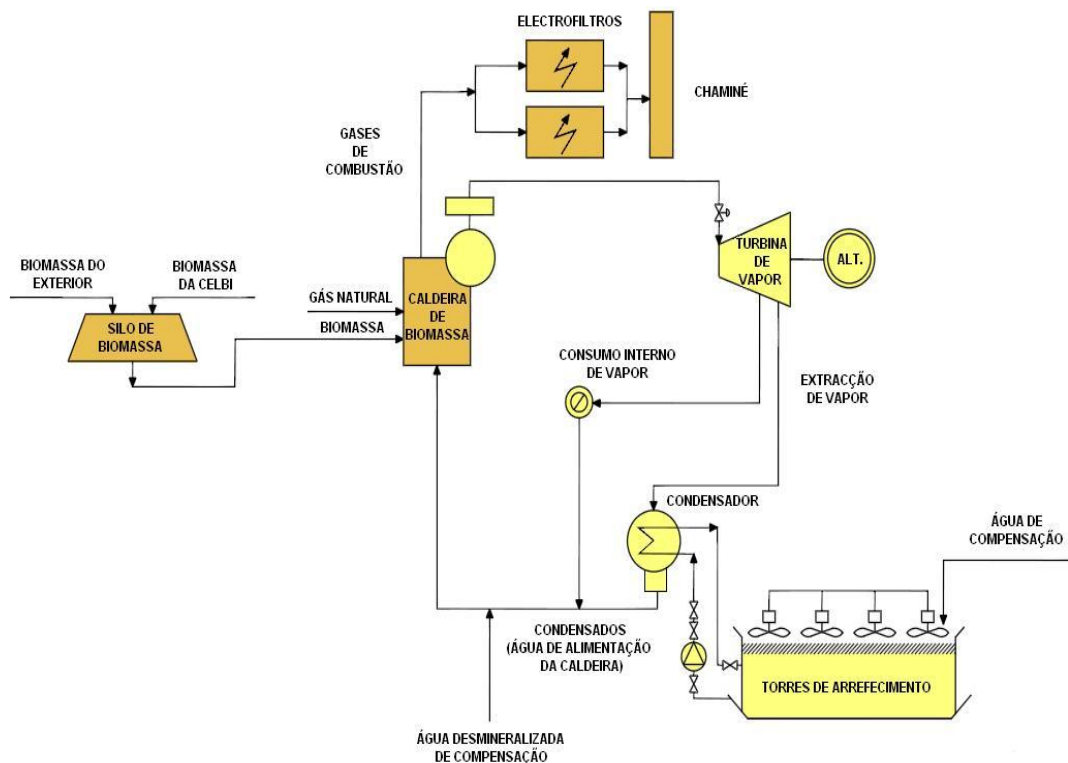 ELECTROFILTROS
CHAMINÉ
GASES
DE
COMBUSTÃO
TURBINA
DE
VAPOR
ALT.
BIOMASSA DO
EXTERIOR
BIOMASSA
DA CELBI
GÁS NATURAL
BIOMASSA
CALDEIRA
DE
BIOMASSA
SILO DE
BIOMASSA
CONSUMO INTERNO
DE VAPOR
EXTRACÇÃO
DE VAPOR
CONDENSADOR
ÁGUA DE
COMPENSAÇÃO
CONDENSADOS
(ÁGUA DE ALIMENTAÇÃO
DA CALDEIRA)
TORRES DE ARREFECIMENTO
ÁGUA DESMINERALIZADA
DE COMPENSAÇÃO